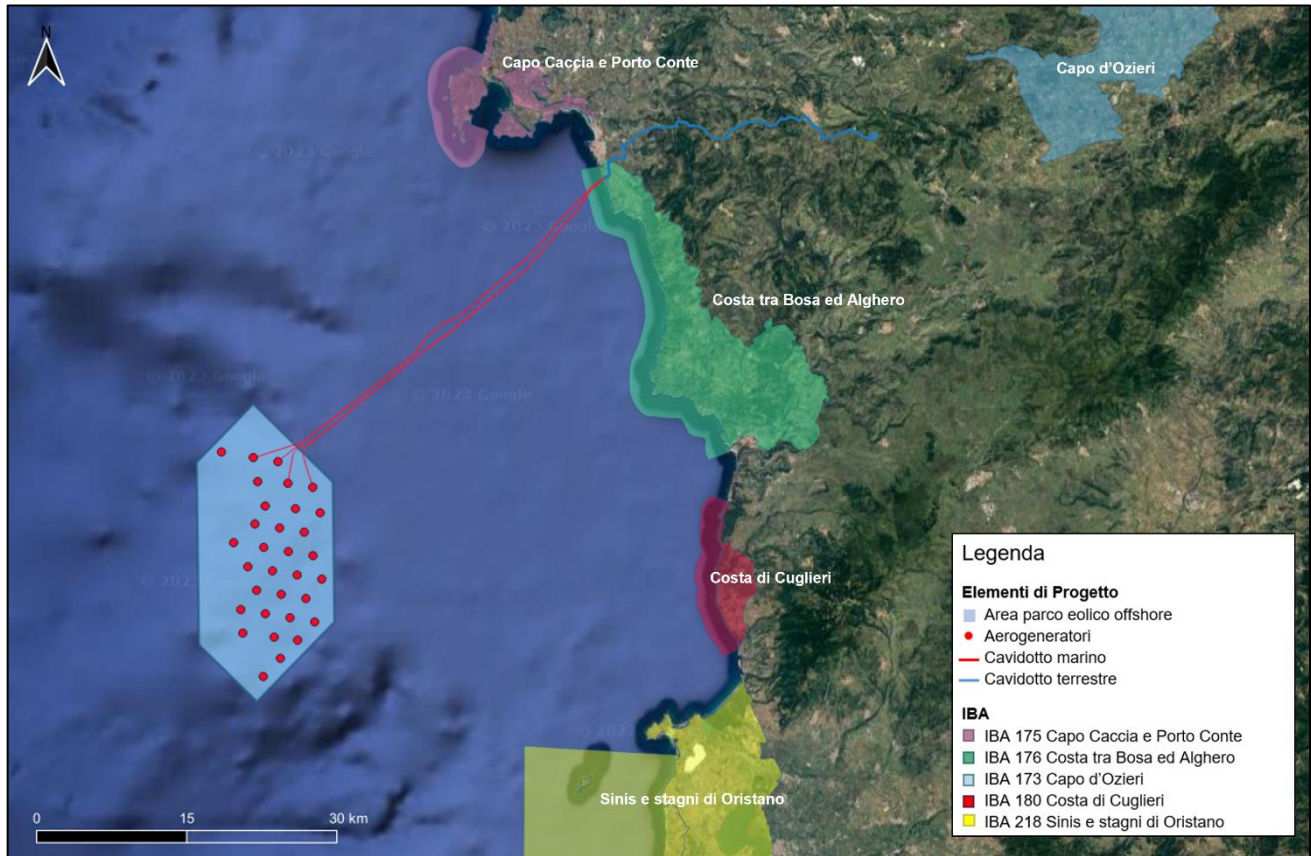 N
Capo Caccia e Porto Conte
Capo d'Ozieri
© 2023 Google
© 2023 Google
Costa tra Bosa ed Alghero
© 2023 Google
© 2023 Google
Costa di Cuglieri
© 2023
© 2023
Sinis e stagni di Oristano
0 15 30 km
Legenda
Elementi di Progetto
Area parco eolico offshore
Aerogeneratori
Cavidotto marino
Cavidotto terrestre
IBA
IBA 175 Capo Caccia e Porto Conte
IBA 176 Costa tra Bosa ed Alghero
IBA 173 Capo d'Ozieri
IBA 180 Costa di Cuglieri
IBA 218 Sinis e stagni di Oristano